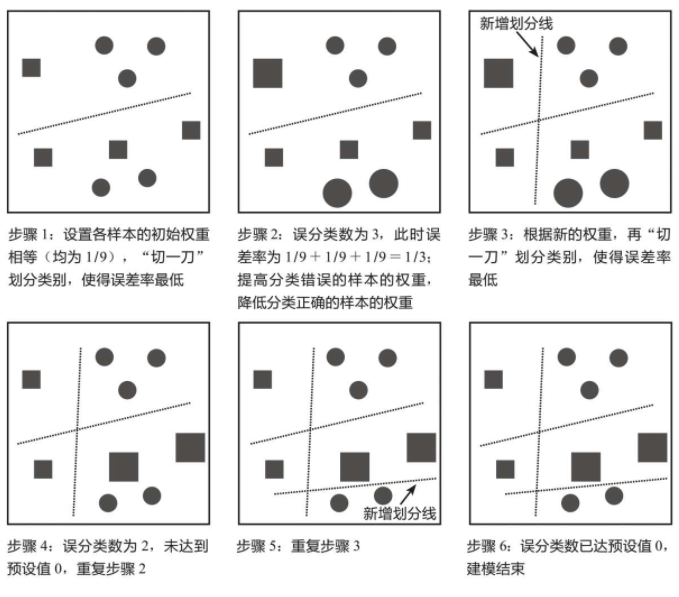 新增划分线
步骤 1：设置各样本的初始权重
相等（均为 1/9），“切一刀”
划分类别，使得误差率最低
步骤 2：误分类数为 3，此时误
差率为 1/9＋1/9＋1/9＝1/3；
提高分类错误的样本的权重，
降低分类正确的样本的权重
步骤 3：根据新的权重，再“切
一刀”划分类别，使得误差率
最低
新增划分线
步骤 4：误分类数为 2，未达到
预设值 0，重复步骤 2
步骤 5：重复步骤 3
步骤 6：误分类数已达预设值 0，
建模结束